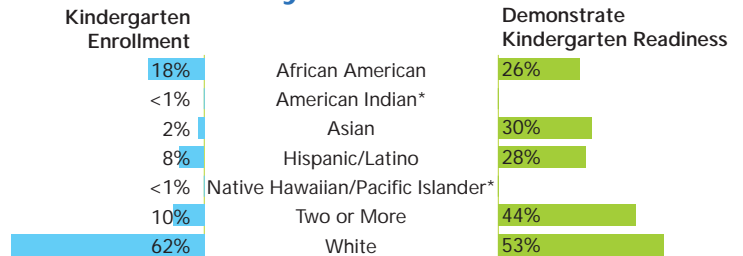 Kindergarten
Enrollment
Demonstrate
Kindergarten Readiness
18% African American 26%
<1% American Indian*
2% Asian 30%
8% Hispanic/Latino 28%
<1% Native Hawaiian/Pacific Islander*
10% Two or More 44%
62% White 53%